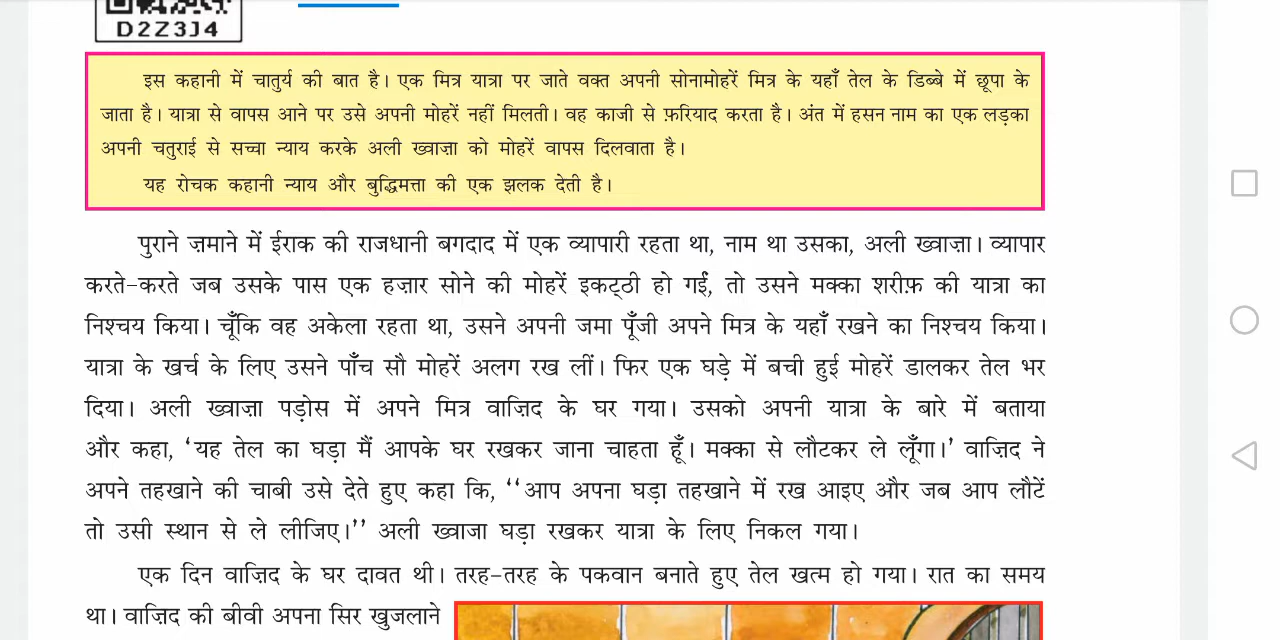 D2Z3J4
इस कहानी में चातुर्य की बात है। एक मित्र यात्रा पर जाते वक्त अपनी सोनामोहरें मित्र के यहाँ तेल के डिब्बे में छूपा के
जाता है। यात्रा से वापस आने पर उसे अपनी मोहरें नहीं मिलती। वह काजी से फ़रियाद करता है। अंत में हसन नाम का एक लड़का
अपनी चतुराई से सच्चा न्याय करके अली ख्वाज़ा को मोहरें वापस दिलवाता है।
यह रोचक कहानी न्याय और बुद्धिमत्ता की एक झलक देती है।
पुराने ज़माने में ईराक की राजधानी बगदाद में एक व्यापारी रहता था, नाम था उसका, अली ख्वाज़ा। व्यापार
करते-करते जब उसके पास एक हज़ार सोने की मोहरें इकट्ठी हो गईं, तो उसने मक्का शरीफ़ की यात्रा का
निश्चय किया। चूँकि वह अकेला रहता था, उसने अपनी जमा पूँजी अपने मित्र के यहाँ रखने का निश्चय किया।
यात्रा के खर्च के लिए उसने पाँच सौ मोहरें अलग रख लीं। फिर एक घड़े में बची हुई मोहरें डालकर तेल भर
दिया। अली ख्वाज़ा पड़ोस में अपने मित्र वाज़िद के घर गया। उसको अपनी यात्रा के बारे में बताया
और कहा, ‘यह तेल का घड़ा मैं आपके घर रखकर जाना चाहता हूँ। मक्का से लौटकर ले लूँगा।’ वाज़िद ने
अपने तहखाने की चाबी उसे देते हुए कहा कि, ‘‘आप अपना घड़ा तहखाने में रख आइए और जब आप लौटें
तो उसी स्थान से ले लीजिए।’’ अली ख्वाजा घड़ा रखकर यात्रा के लिए निकल गया।
एक दिन वाज़िद के घर दावत थी। तरह-तरह के पकवान बनाते हुए तेल खत्म हो गया। रात का समय
था। वाज़िद की बीवी अपना सिर खुजलाने